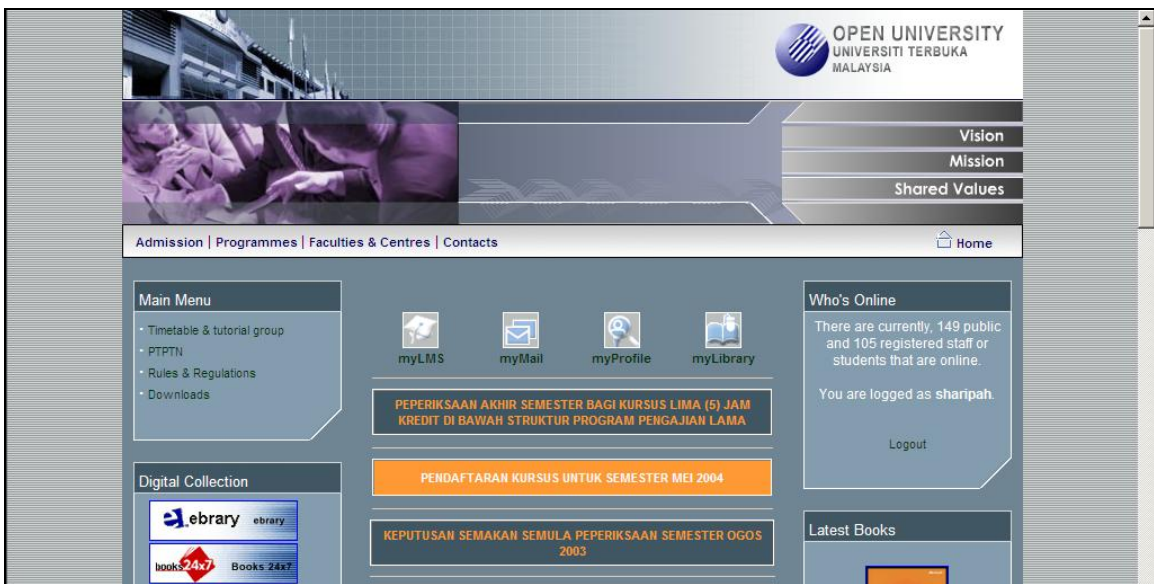 OPEN UNIVERSITY
UNIVERSITI TERBUKA
MALAYSIA
Vision
Mission
Shared Values
Admission | Programmes | Faculties & Centres | Contacts
Home
Main Menu
Timetable & tutorial group
PTPTN
Rules & Regulations
Downloads
Digital Collection
ebrary ebrary
books24x7 Books 24x7
myLMS myMail myProfile myLibrary
PEPERIKSAAN AKHIR SEMESTER BAGI KURSUS LIMA (5) JAM
KREDIT DI BAWAH STRUKTUR PROGRAM PENGAJIAN LAMA
PENDAFTARAN KURSUS UNTUK SEMESTER MEI 2004
KEPUTUSAN SEMAKAN SEMULA PEPERIKSAAN SEMESTER OGOS
2003
Who's Online
There are currently, 149 public
and 105 registered staff or
students that are online.
You are logged as sharipah.
Logout
Latest Books